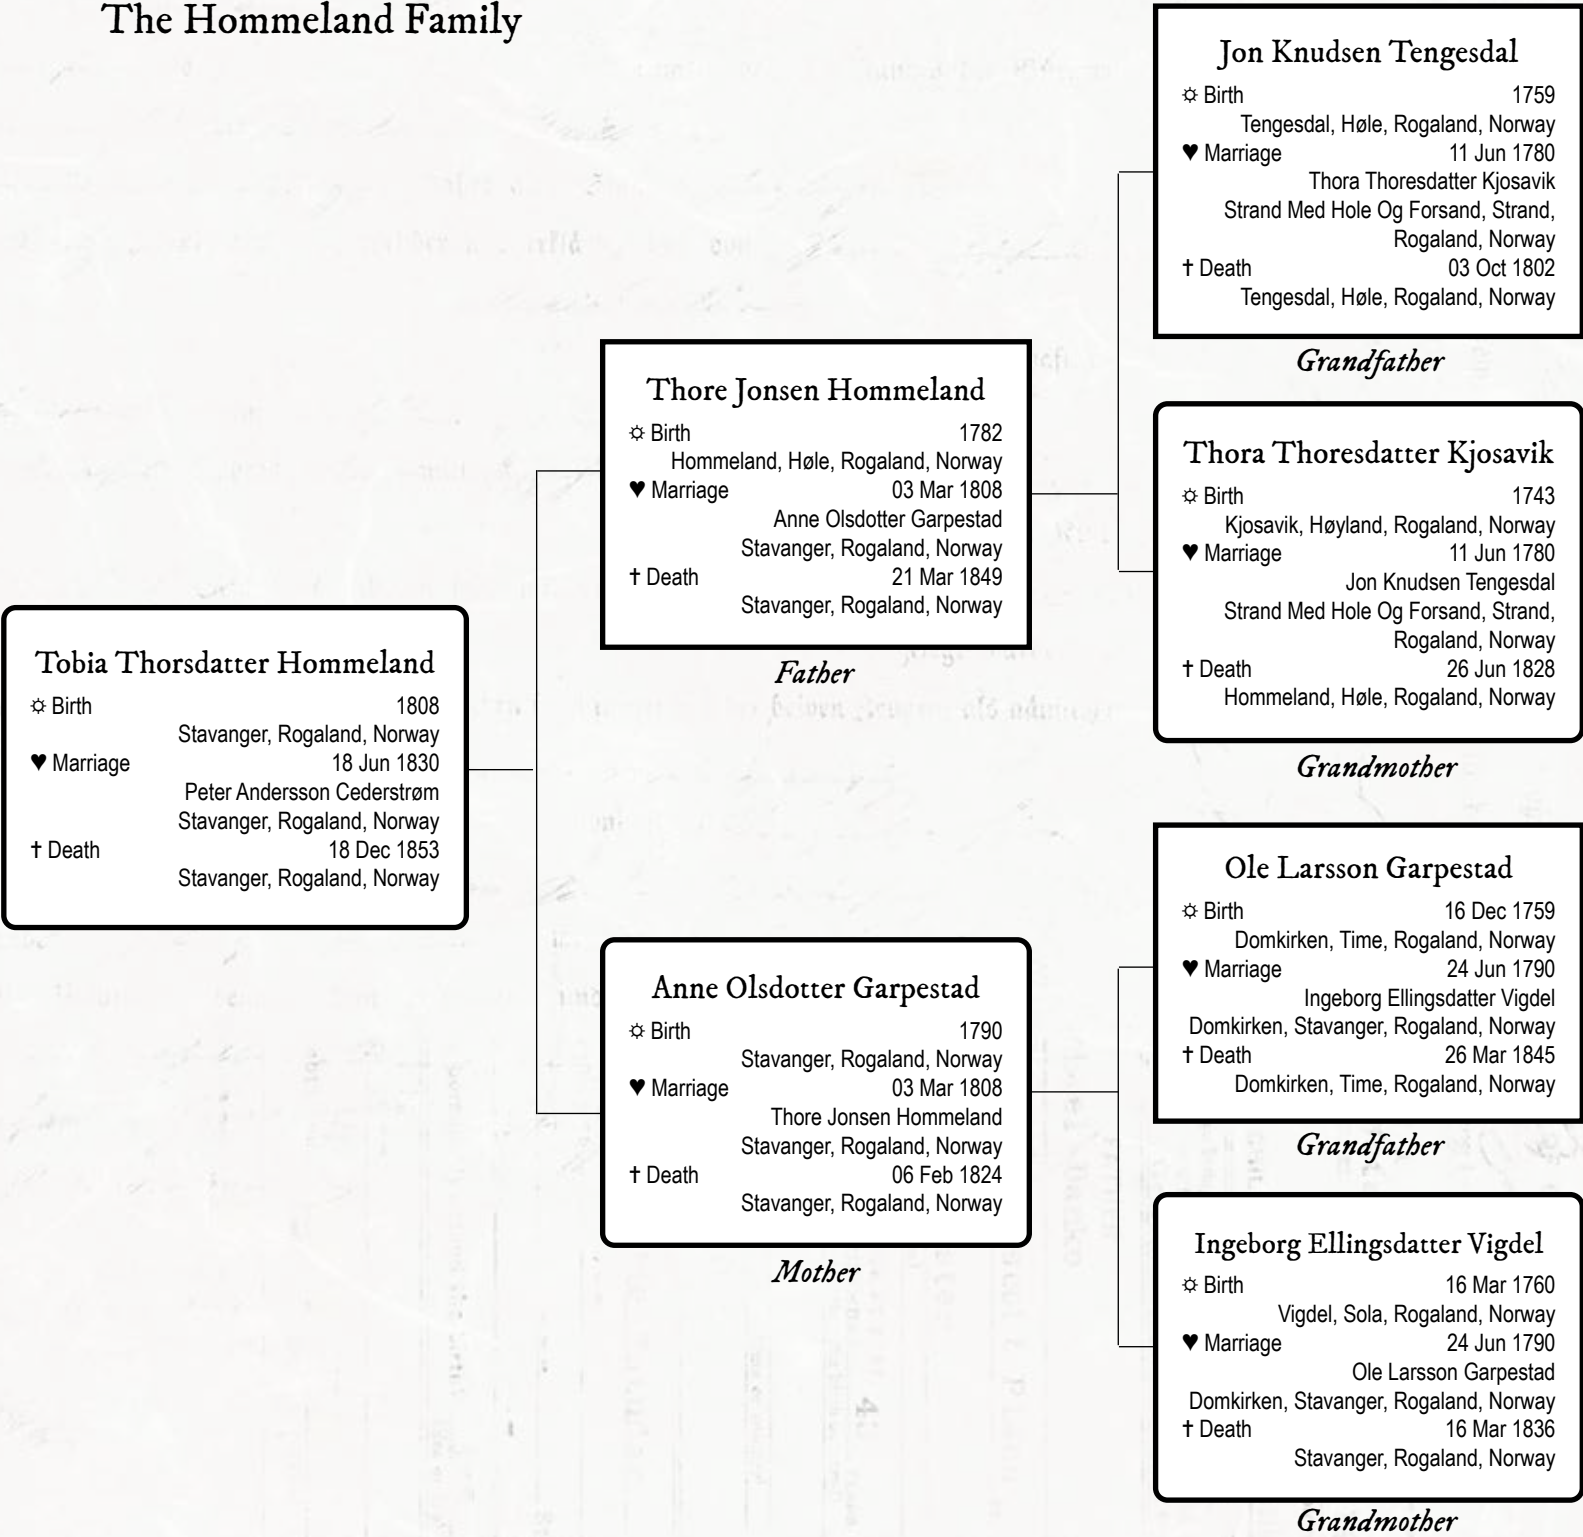 The Hommeland Family
Tobia Thorsdatter Hommeland
☼ Birth 1808
Stavanger, Rogaland, Norway
♥ Marriage 18 Jun 1830
Peter Andersson Cederstrøm
Stavanger, Rogaland, Norway
† Death 18 Dec 1853
Stavanger, Rogaland, Norway
Thore Jonsen Hommeland
☼ Birth 1782
Hommeland, Høle, Rogaland, Norway
♥ Marriage 03 Mar 1808
Anne Olsdotter Garpestad
Stavanger, Rogaland, Norway
† Death 21 Mar 1849
Stavanger, Rogaland, Norway
Father
Anne Olsdotter Garpestad
☼ Birth 1790
Stavanger, Rogaland, Norway
♥ Marriage 03 Mar 1808
Thore Jonsen Hommeland
Stavanger, Rogaland, Norway
† Death 06 Feb 1824
Stavanger, Rogaland, Norway
Mother
Jon Knudsen Tengesdal
☼ Birth 1759
Tengesdal, Høle, Rogaland, Norway
♥ Marriage 11 Jun 1780
Thora Thoresdatter Kjosavik
Strand Med Hole Og Forsand, Strand,
Rogaland, Norway
† Death 03 Oct 1802
Tengesdal, Høle, Rogaland, Norway
Grandfather
Thora Thoresdatter Kjosavik
☼ Birth 1743
Kjosavik, Høyland, Rogaland, Norway
♥ Marriage 11 Jun 1780
Jon Knudsen Tengesdal
Strand Med Hole Og Forsand, Strand,
Rogaland, Norway
† Death 26 Jun 1828
Hommeland, Høle, Rogaland, Norway
Grandmother
Ole Larsson Garpestad
☼ Birth 16 Dec 1759
Domkirken, Time, Rogaland, Norway
♥ Marriage 24 Jun 1790
Ingeborg Ellingsdatter Vigdel
Domkirken, Stavanger, Rogaland, Norway
† Death 26 Mar 1845
Domkirken, Time, Rogaland, Norway
Grandfather
Ingeborg Ellingsdatter Vigdel
☼ Birth 16 Mar 1760
Vigdel, Sola, Rogaland, Norway
♥ Marriage 24 Jun 1790
Ole Larsson Garpestad
Domkirken, Stavanger, Rogaland, Norway
† Death 16 Mar 1836
Stavanger, Rogaland, Norway
Grandmother